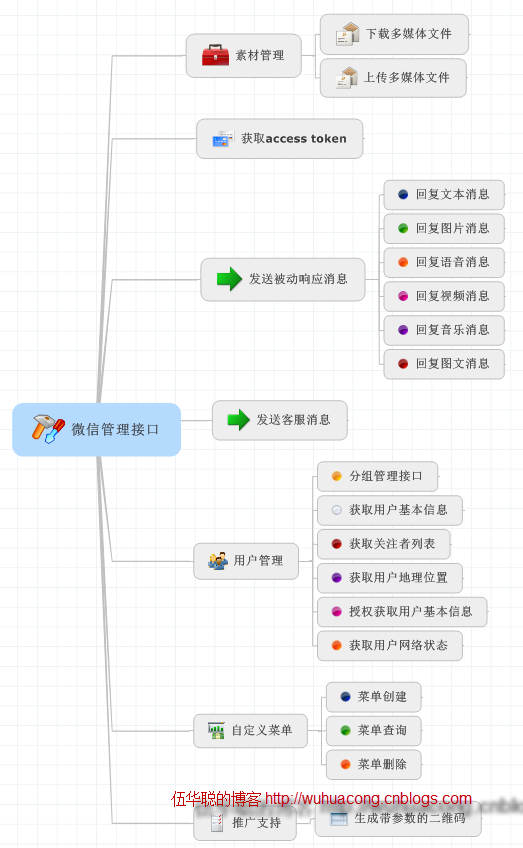 素材管理
下载多媒体文件
上传多媒体文件
获取access token
发送被动响应消息
回复文本消息
回复图片消息
回复语音消息
回复视频消息
回复音乐消息
回复图文消息
微信管理接口
发送客服消息
用户管理
分组管理接口
获取用户基本信息
获取关注者列表
获取用户地理位置
授权获取用户基本信息
获取用户网络状态
自定义菜单
菜单创建
菜单查询
菜单删除
伍华聪的博客 http://wuhuacong.cnblogs.com
推广支持
生成带参数的二维码